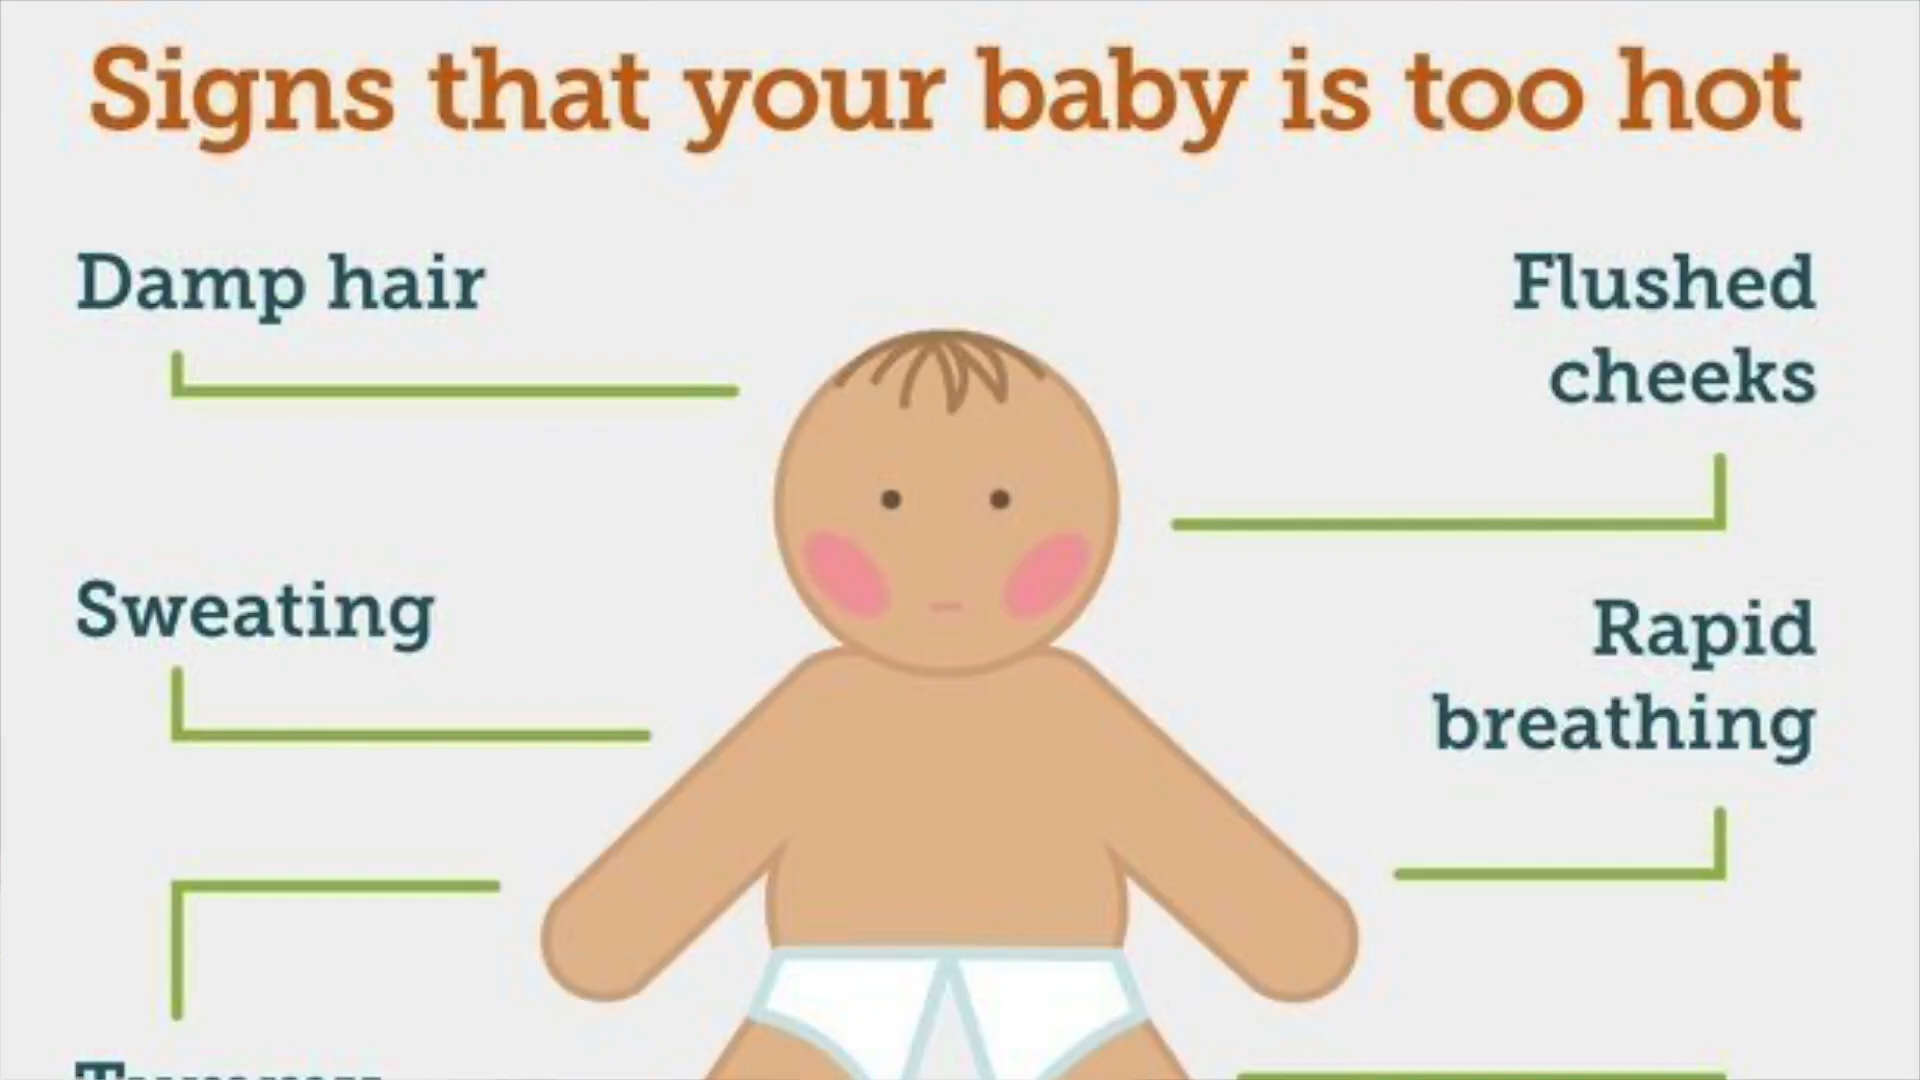 Signs that your baby is too hot
Damp hair
Flushed
cheeks
Sweating
Rapid
breathing